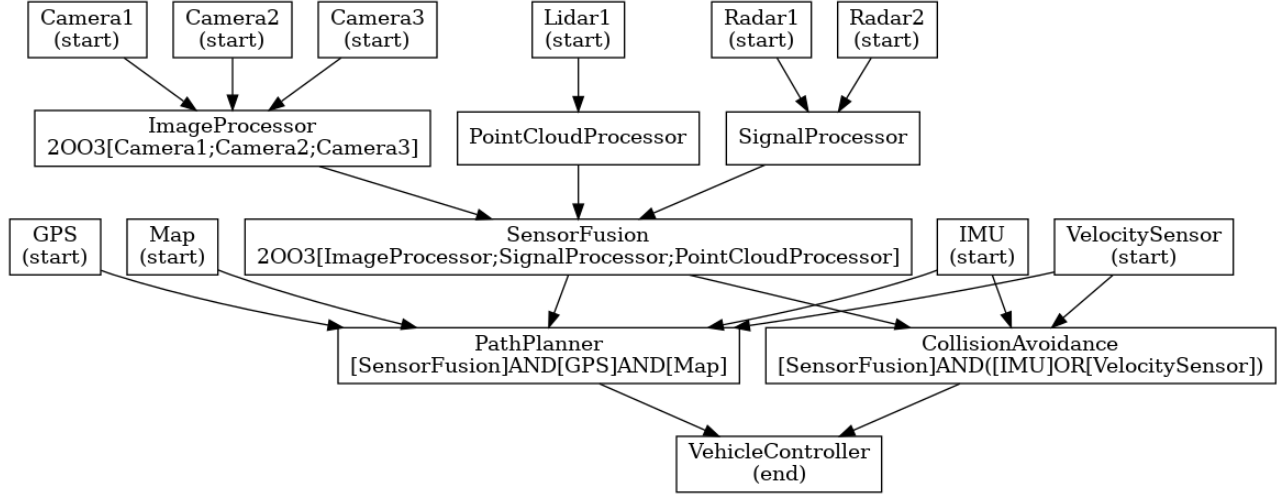 Camera1
(start)
Camera2
(start)
Camera3
(start)
Lidar1
(start)
Radar1
(start)
Radar2
(start)
ImageProcessor
2OO3[Camera1;Camera2;Camera3]
PointCloudProcessor
SignalProcessor
GPS
(start)
Map
(start)
SensorFusion
2OO3[ImageProcessor;SignalProcessor;PointCloudProcessor]
IMU
(start)
VelocitySensor
(start)
PathPlanner
[SensorFusion]AND[GPS]AND[Map]
CollisionAvoidance
[SensorFusion]AND([IMU]OR[VelocitySensor])
VehicleController
(end)